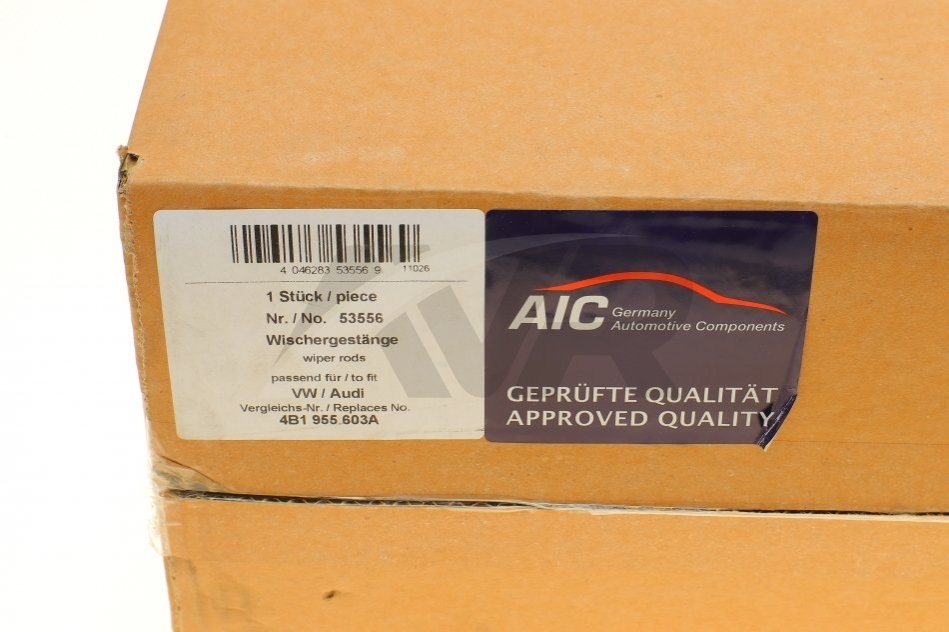 4 046283 53556 9 11026
1 Stück / piece
Nr. / No. 53556
Wischergestänge
wiper rods
passend für / to fit
VW / Audi
Vergleichs-Nr. / Replaces No.
4B1 955 603A
AIC Germany
Automotive Components
GEPRÜFTE QUALITÄT
APPROVED QUALITY